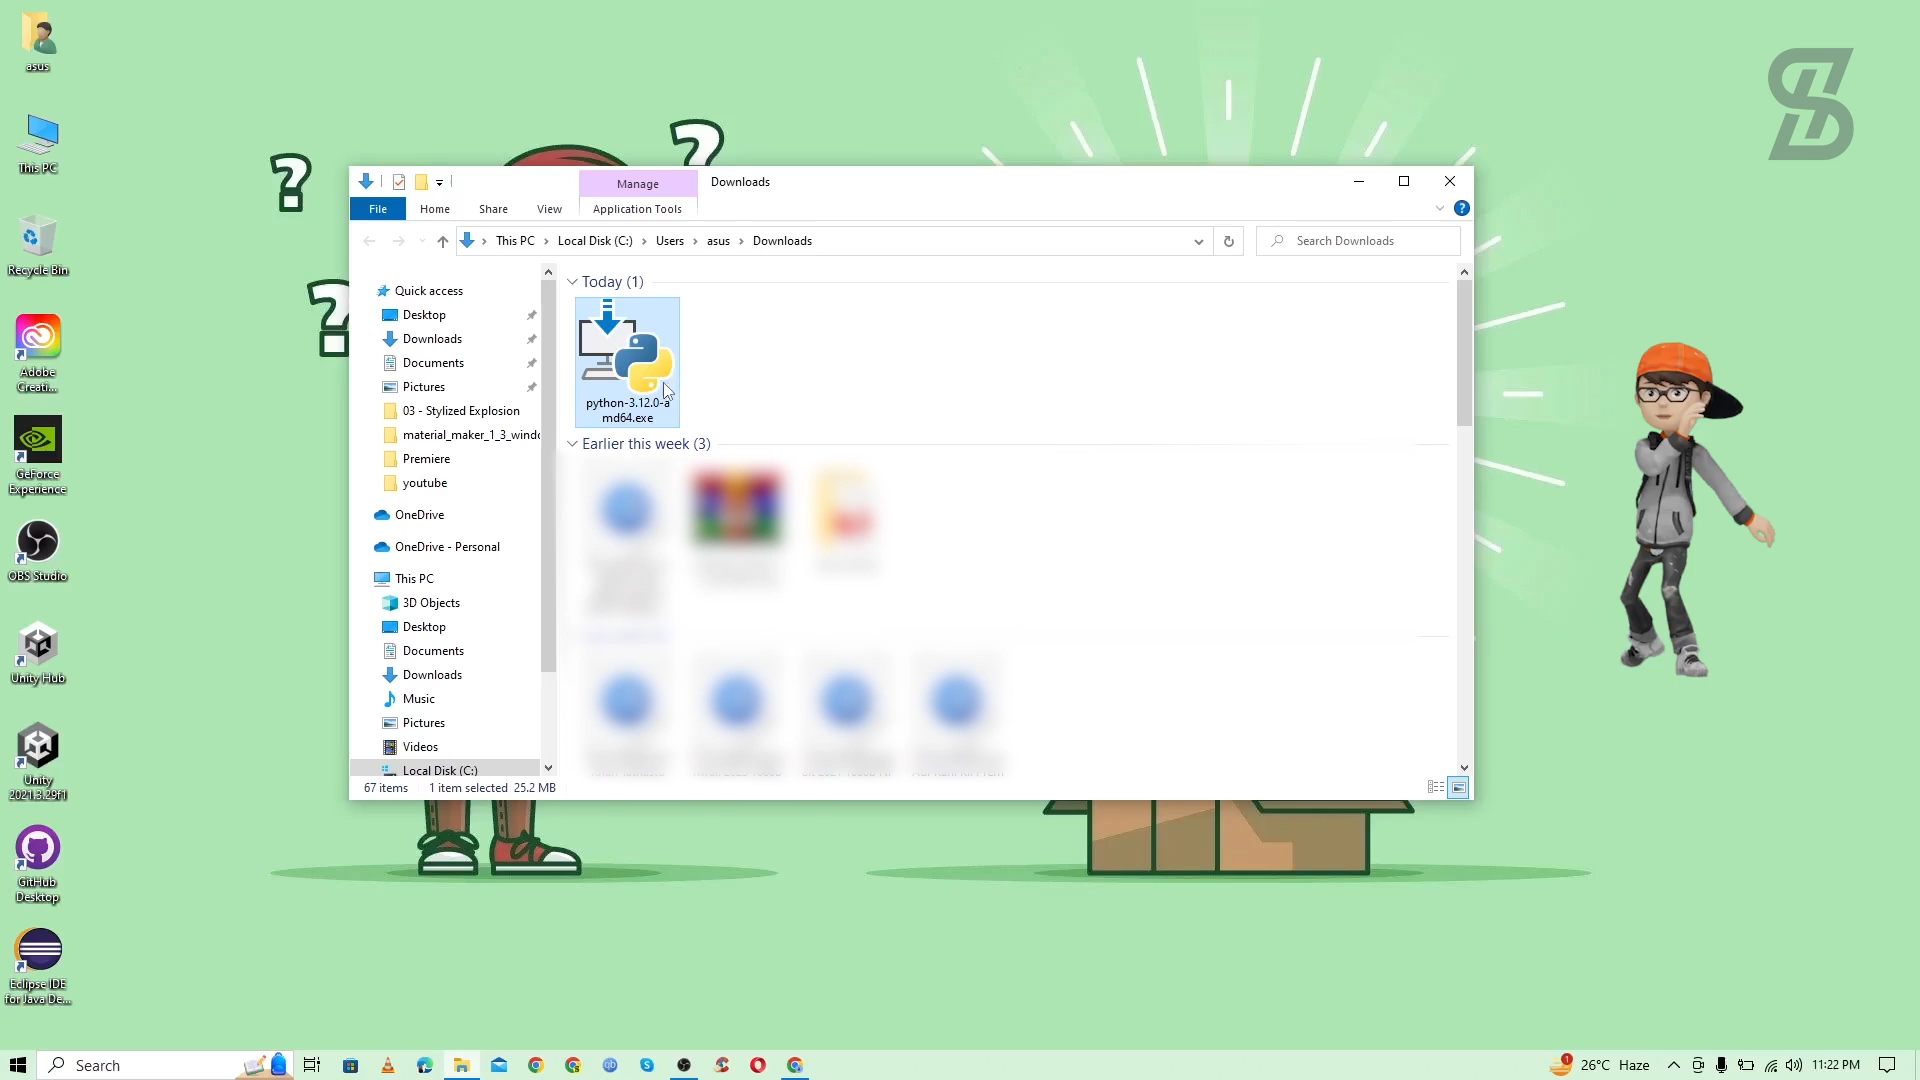 asus
This PC
Recycle Bin
Adobe
Creati...
GeForce
Experience
OBS Studio
Unity Hub
Unity
2021.3.29f1
GitHub
Desktop
Eclipse IDE
for Java De...
? ? ?
Manage
Downloads
File
Home
Share
View
Application Tools
This PC
Local Disk (C:)
Users
asus
Downloads
Search Downloads
Quick access
Desktop
Downloads
Documents
Pictures
03 - Stylized Explosion
material_maker_1_3_windo
Premiere
youtube
OneDrive
OneDrive - Personal
This PC
3D Objects
Desktop
Documents
Downloads
Music
Pictures
Videos
Local Disk (C:)
Today (1)
python-3.12.0-a
md64.exe
Earlier this week (3)
67 items
1 item selected 25.2 MB
Search
26°C Haze
11:22 PM